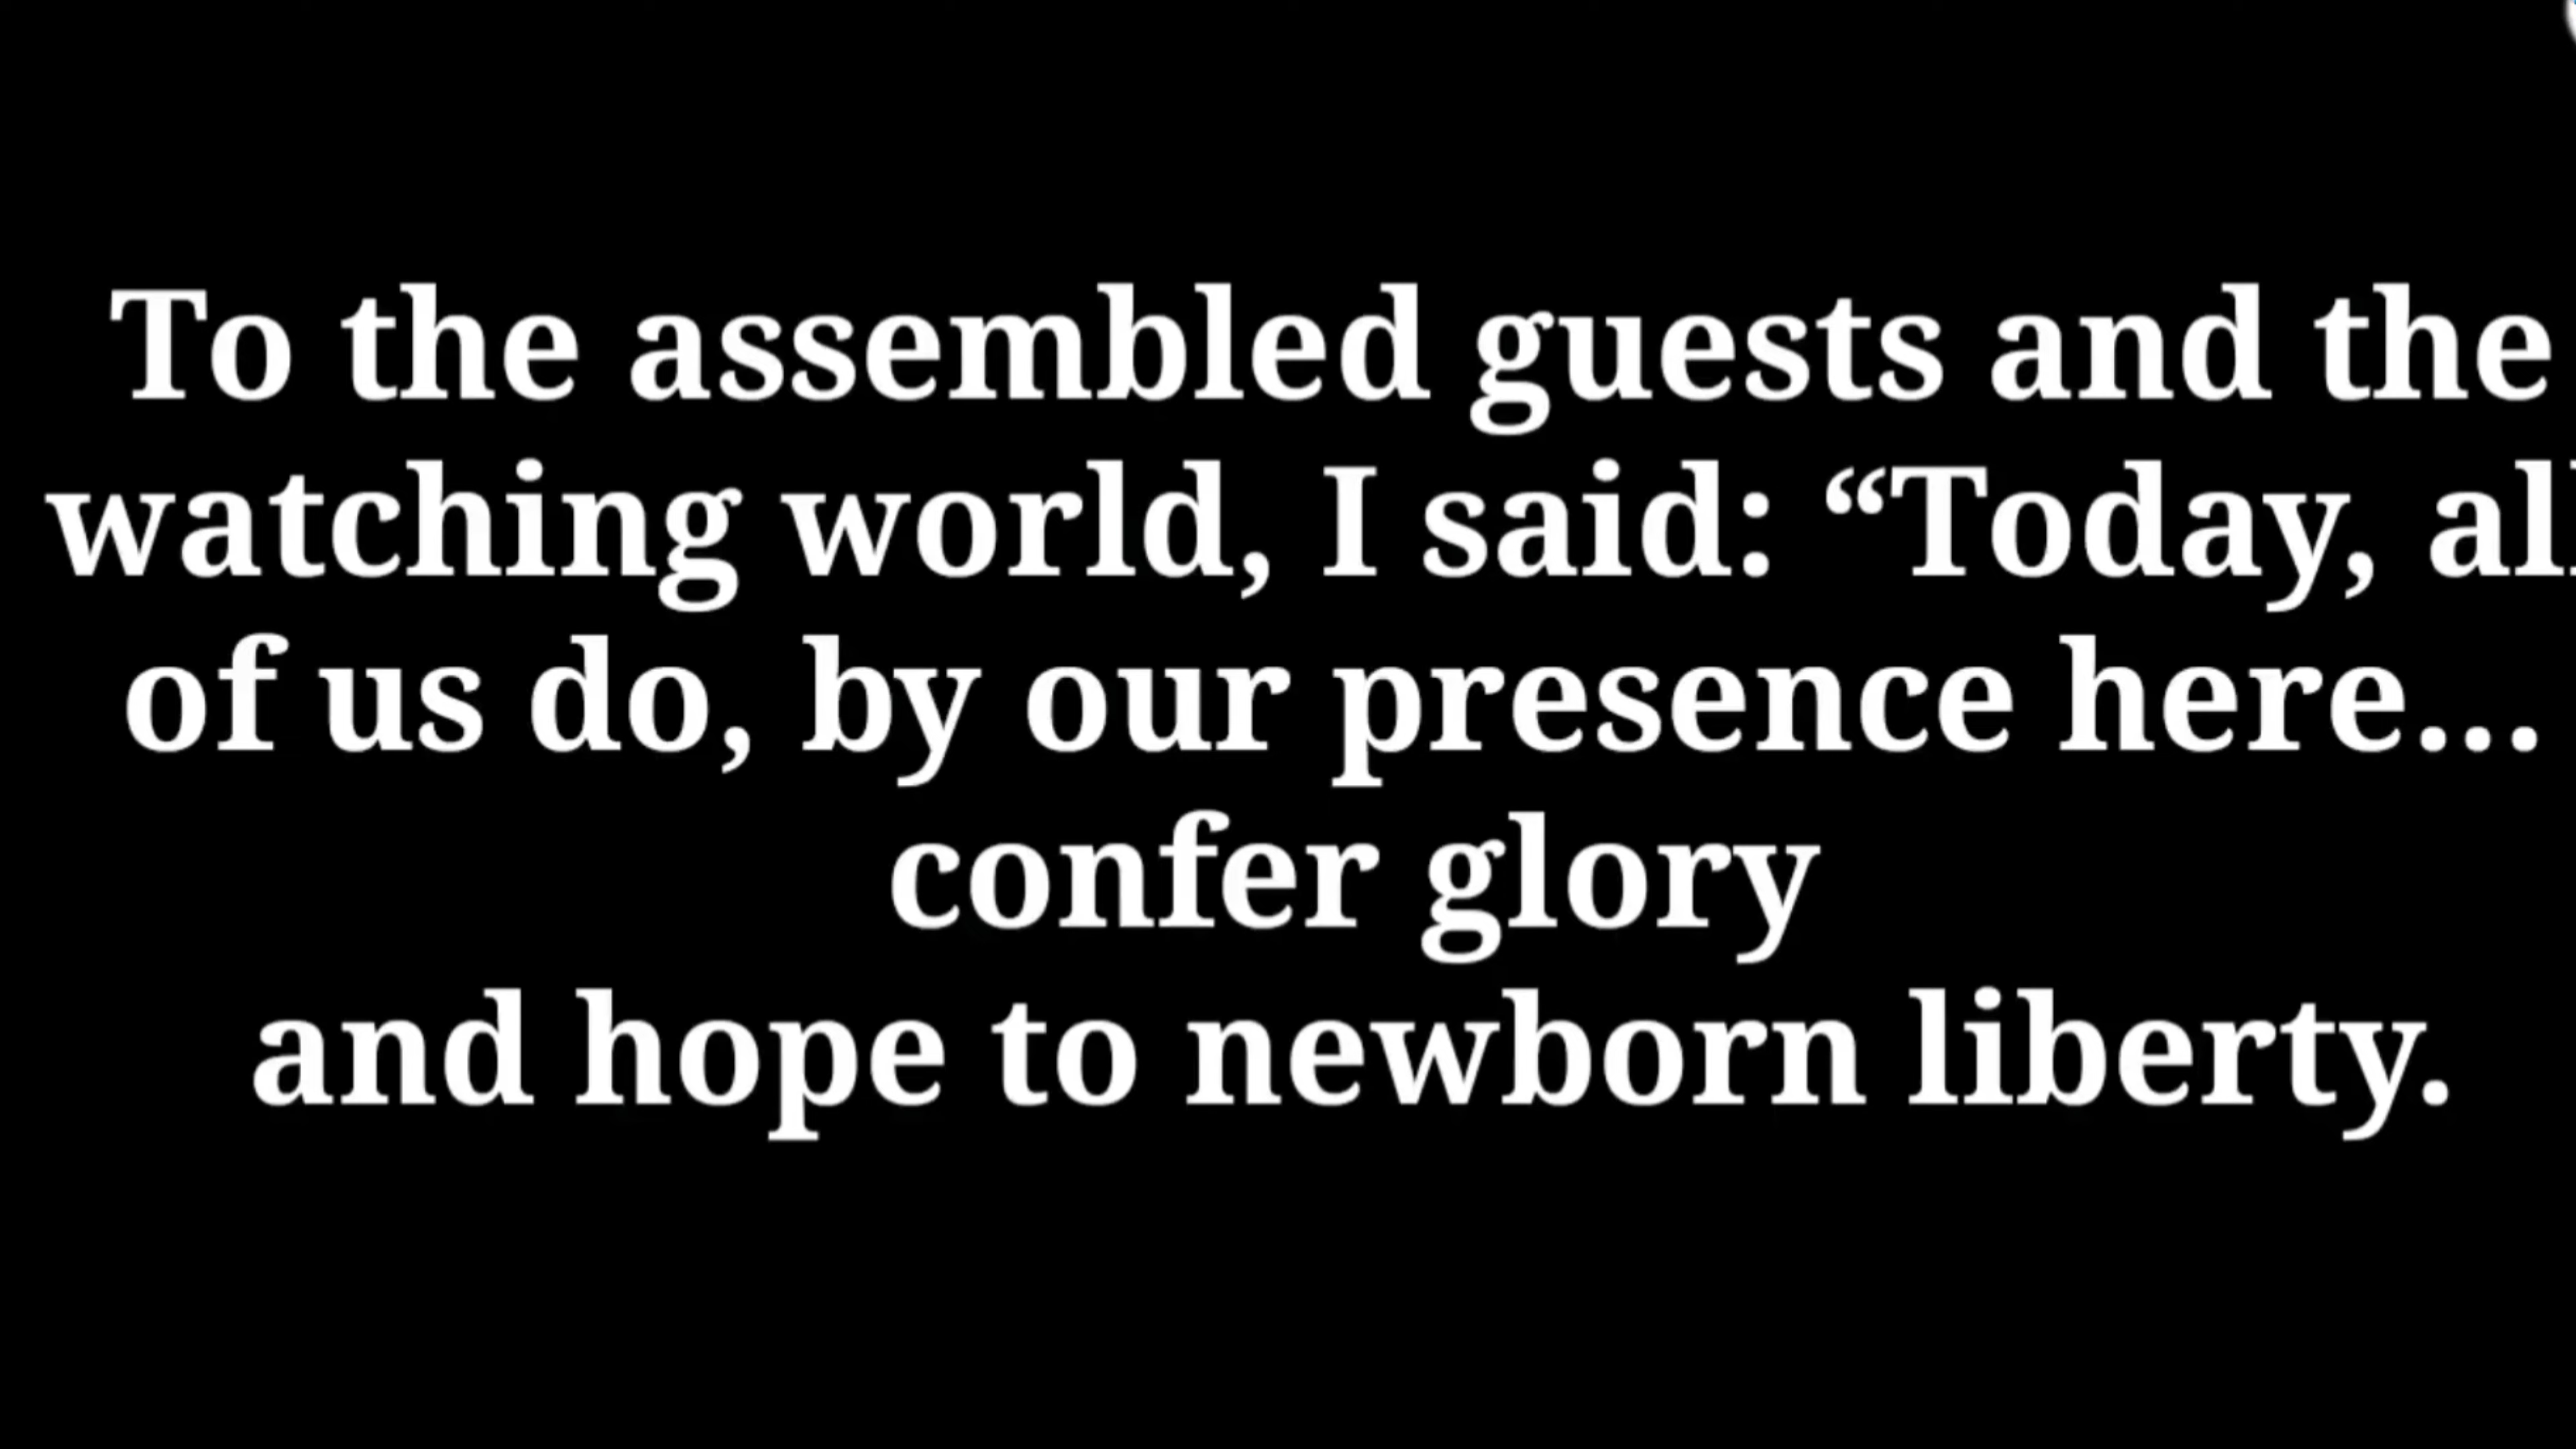 To the assembled guests and the
watching world, I said: “Today, all
of us do, by our presence here...
confer glory
and hope to newborn liberty.